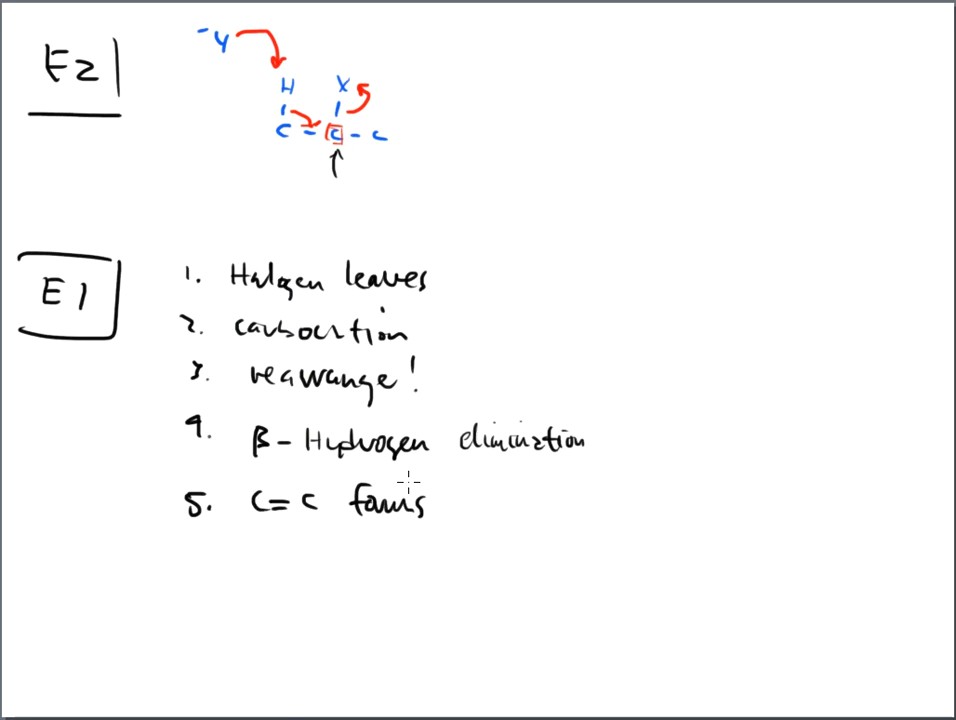 E2
⁻Y
H X
C = C - C
E1
1. Halogen leaves
2. carbocation
3. rearrange!
4. β-Hydrogen elimination
5. C=C forms